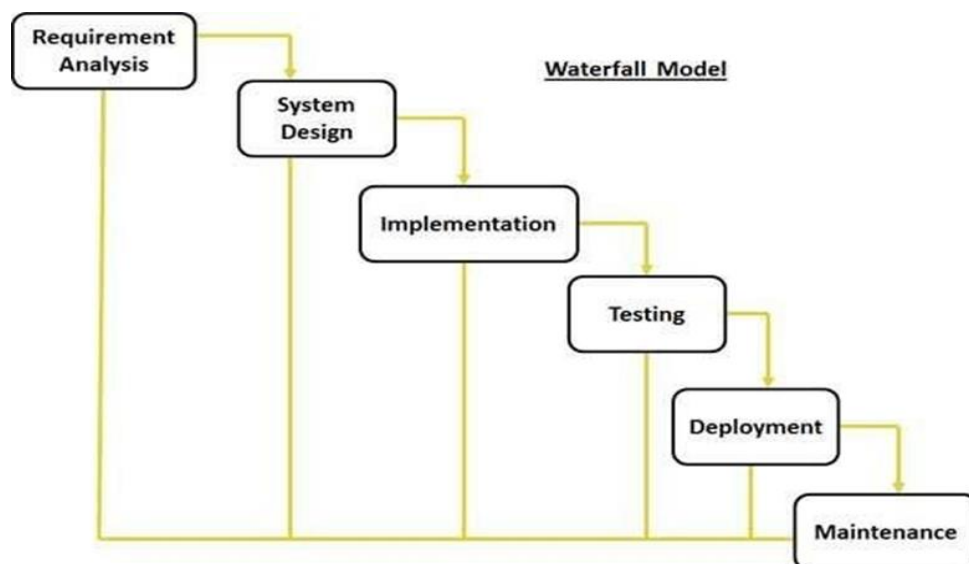 Requirement
Analysis
Waterfall Model
System
Design
Implementation
Testing
Deployment
Maintenance